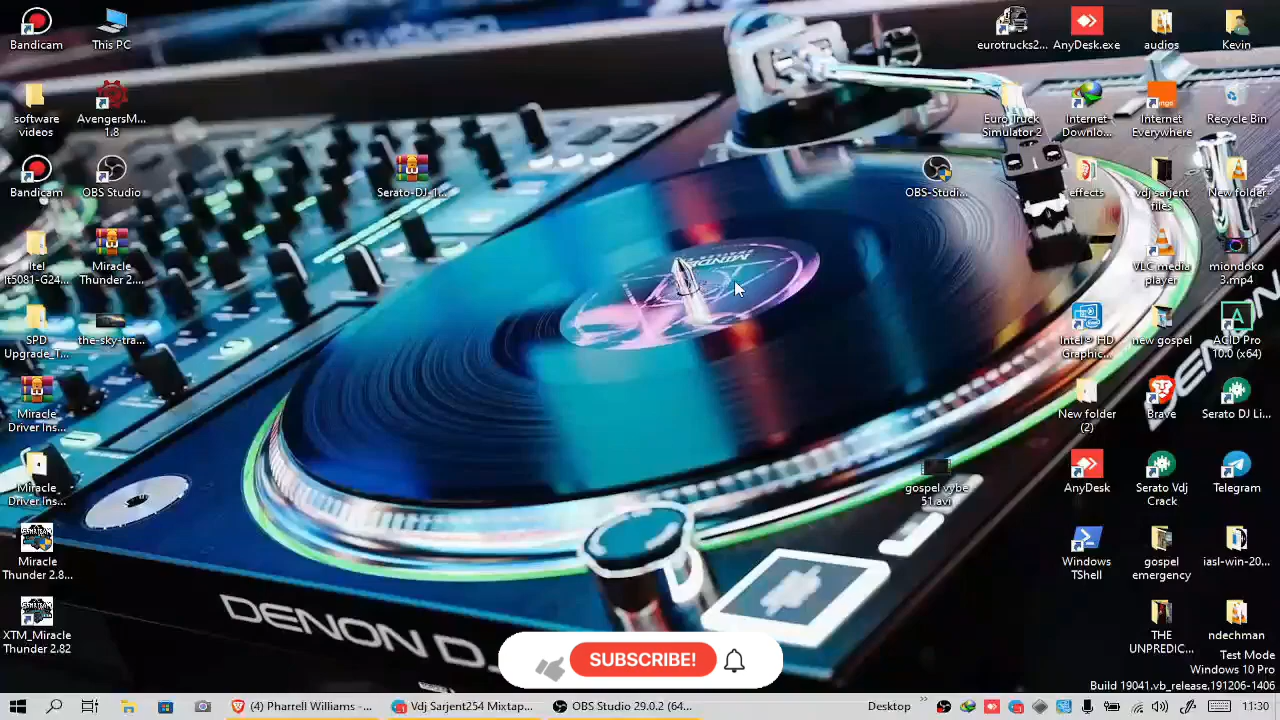 Bandicam
This PC
eurotrucks2...
AnyDesk.exe
audios
Kevin
software
videos
AvengersM...
1.8
Euro Truck
Simulator 2
Internet
Downlo...
Internet
Everywhere
Recycle Bin
Bandicam
OBS Studio
Serato-DJ-1...
OBS-Studi...
effects
vdj sarjent
files
New folder
Itel
It5081-G24...
Miracle
Thunder 2....
VLC media
player
miondoko
3.mp4
SPD
Upgrade_T...
the-sky-tra...
Intel® HD
Graphic...
new gospel
ACID Pro
10.0 (x64)
Miracle
Driver Ins...
New folder
(2)
Brave
Serato DJ Li...
Miracle
Driver Ins...
gospel vybe
51.avi
AnyDesk
Serato Vdj
Crack
Telegram
Miracle
Thunder 2.8...
Windows
TShell
gospel
emergency
iasl-win-20...
XTM_Miracle
Thunder 2.82
THE
UNPREDIC...
ndechman
DENON DJ
SUBSCRIBE!
Test Mode
Windows 10 Pro
Build 19041.vb_release.191206-1406
(4) Pharrell Williams - ...
Vdj Sarjent254 Mixtap...
OBS Studio 29.0.2 (64...
Desktop
11:30